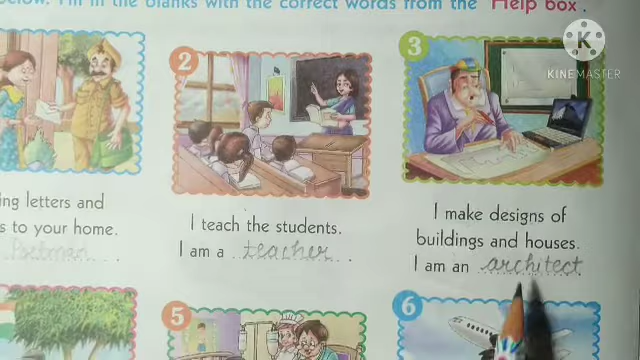 below. Fill in the blanks with the correct words from the Help box.
KINEMASTER
2
3
ing letters and
s to your home.
Postman
I teach the students.
I am a teacher.
I make designs of
buildings and houses.
I am an architect.
5
6